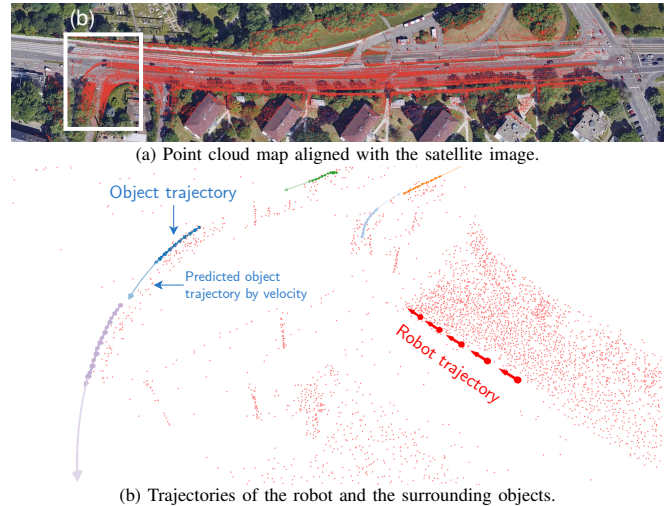 (b)
(a) Point cloud map aligned with the satellite image.
Object trajectory
Predicted object
trajectory by velocity
Robot trajectory
(b) Trajectories of the robot and the surrounding objects.